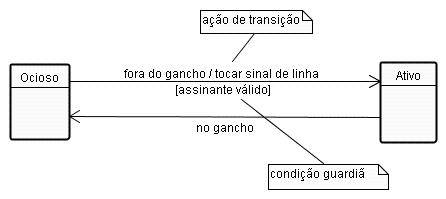 ação de transição
Ocioso
fora do gancho / tocar sinal de linha
[assinante válido]
Ativo
no gancho
condição guardiã